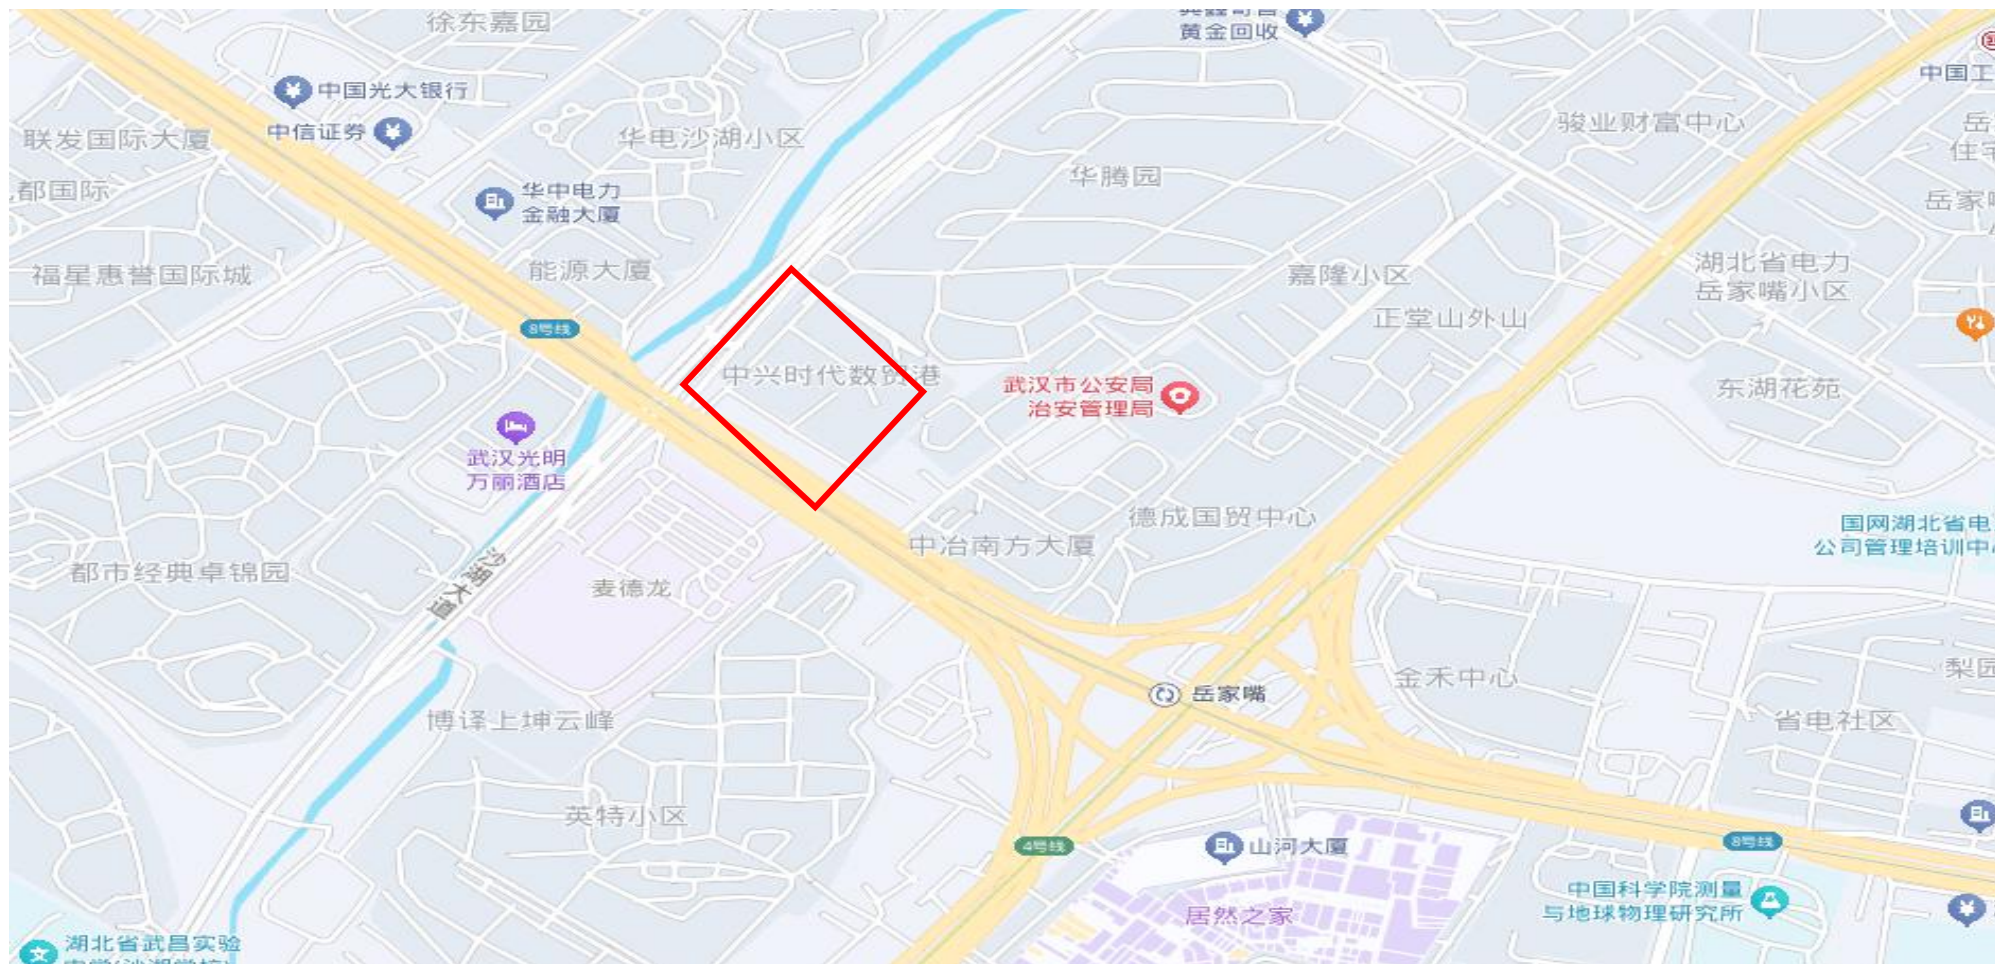 徐东嘉园
黄金回收
中国光大银行
中国工
中信证券
联发国际大厦
华电沙湖小区
骏业财富中心
岳
住宅
华腾园
都国际
华中电力
金融大厦
岳家嘴
福星惠誉国际城
能源大厦
嘉隆小区
湖北省电力
岳家嘴小区
8号线
正堂山外山
中兴时代数贸港
武汉市公安局
治安管理局
东湖花苑
武汉光明
万丽酒店
德成国贸中心
国网湖北省电
公司管理培训中
中冶南方大厦
都市经典卓锦园
沙湖大道
麦德龙
金禾中心
梨园
岳家嘴
博译上坤云峰
省电社区
英特小区
4号线
山河大厦
8号线
中国科学院测量
与地球物理研究所
居然之家
湖北省武昌实验